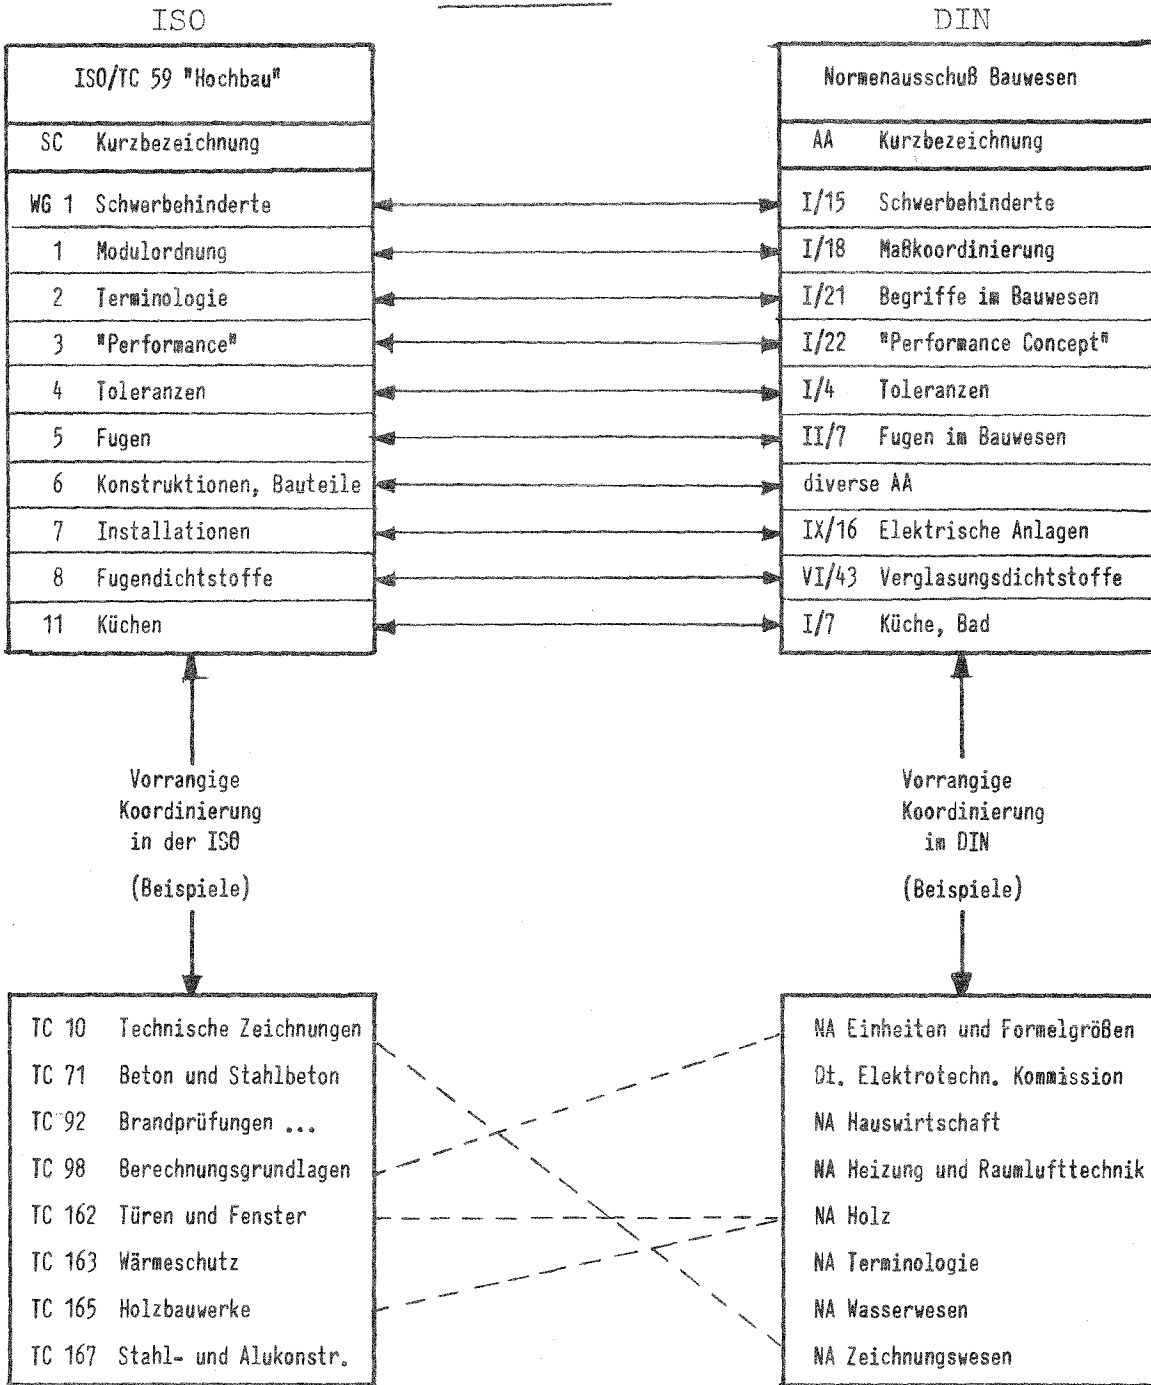 ISO
ISO/TC 59 "Hochbau"
SC Kurzbezeichnung
WG 1 Schwerbehinderte
1 Modulordnung
2 Terminologie
3 "Performance"
4 Toleranzen
5 Fugen
6 Konstruktionen, Bauteile
7 Installationen
8 Fugendichtstoffe
11 Küchen
DIN
Normenausschuß Bauwesen
AA Kurzbezeichnung
I/15 Schwerbehinderte
I/18 Maßkoordinierung
I/21 Begriffe im Bauwesen
I/22 "Performance Concept"
I/4 Toleranzen
II/7 Fugen im Bauwesen
diverse AA
IX/16 Elektrische Anlagen
VI/43 Verglasungsdichtstoffe
I/7 Küche, Bad
Vorrangige
Koordinierung
in der ISO
(Beispiele)
Vorrangige
Koordinierung
im DIN
(Beispiele)
TC 10 Technische Zeichnungen
TC 71 Beton und Stahlbeton
TC 92 Brandprüfungen ...
TC 98 Berechnungsgrundlagen
TC 162 Türen und Fenster
TC 163 Wärmeschutz
TC 165 Holzbauwerke
TC 167 Stahl- und Alukonstr.
NA Einheiten und Formelgrößen
Dt. Elektrotechn. Kommission
NA Hauswirtschaft
NA Heizung und Raumlufttechnik
NA Holz
NA Terminologie
NA Wasserwesen
NA Zeichnungswesen